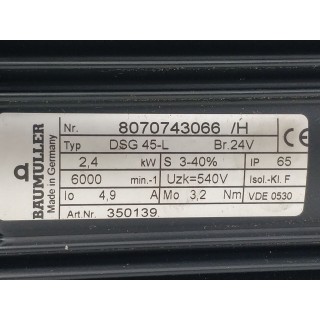 BAUMÜLLER
Made in Germany
Nr. 8070743066 /H
Typ DSG 45-L Br.24V CE
2,4 kW S 3-40% IP 65
6000 min.-1 Uzk=540V Isol.-Kl. F
Io 4,9 A Mo 3,2 Nm VDE 0530
Art Nr. 350139